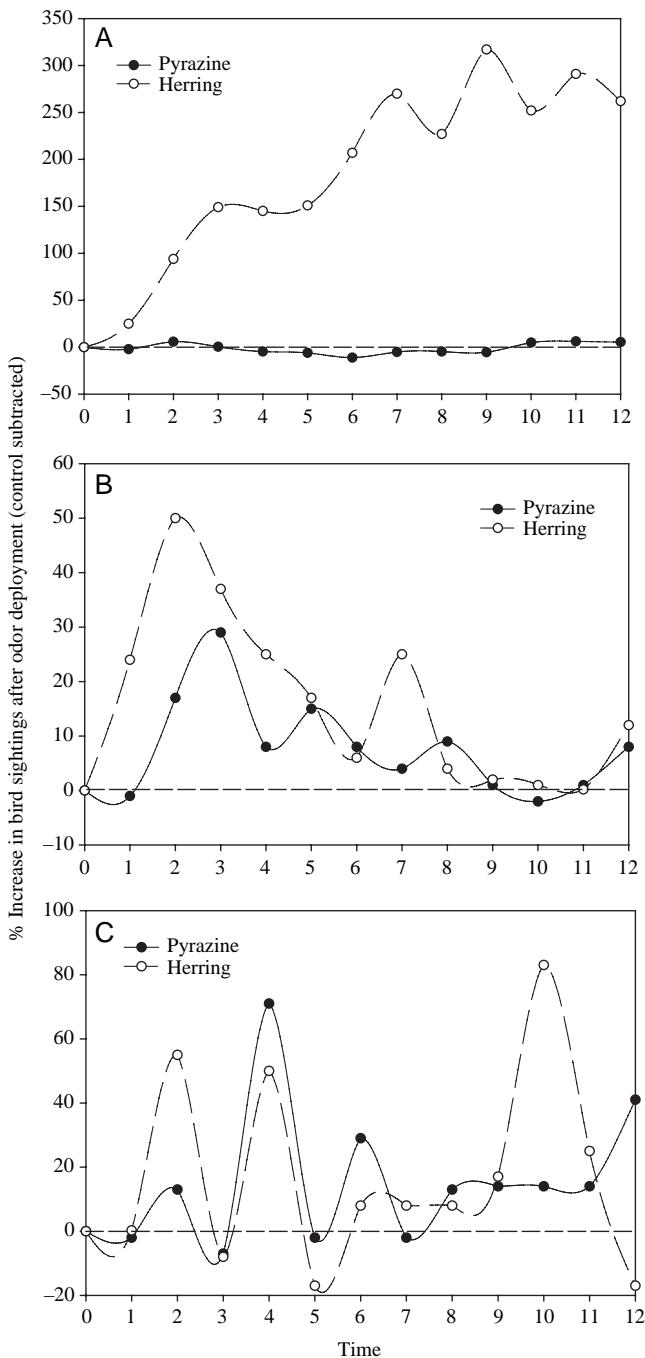 % Increase in bird sightings after odor deployment (control subtracted)
A
Pyrazine
Herring
350
300
250
200
150
100
50
0
–50
0 1 2 3 4 5 6 7 8 9 10 11 12
B
Pyrazine
Herring
60
50
40
30
20
10
0
–10
0 1 2 3 4 5 6 7 8 9 10 11 12
C
Pyrazine
Herring
100
80
60
40
20
0
–20
0 1 2 3 4 5 6 7 8 9 10 11 12
Time